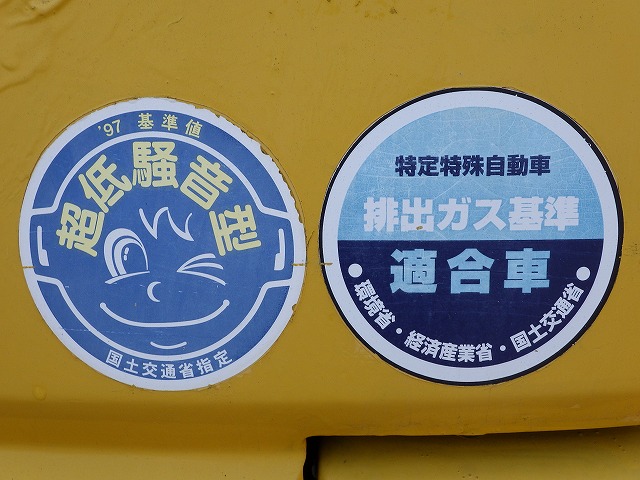 '97 基準値
超低騒音型
国土交通省指定
特定特殊自動車
排出ガス基準
適合車
環境省・経済産業省・国土交通省